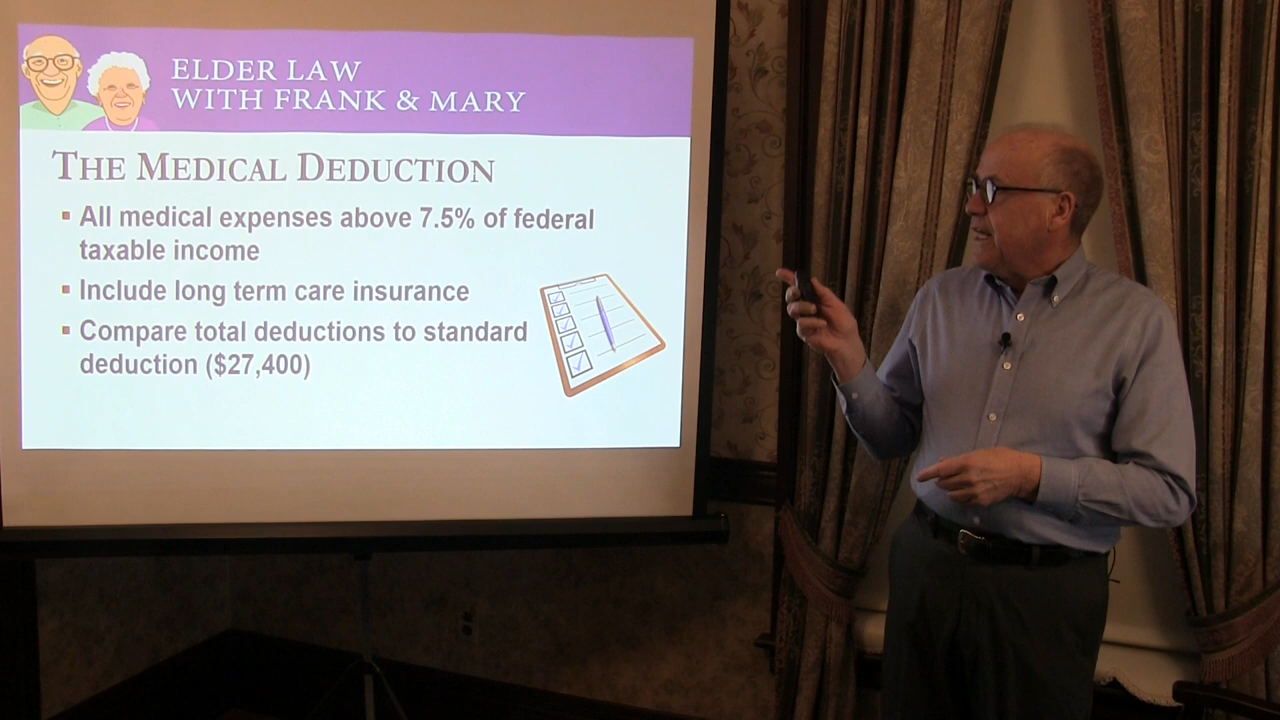 ELDER LAW
WITH FRANK & MARY
THE MEDICAL DEDUCTION
All medical expenses above 7.5% of federal
taxable income
Include long term care insurance
Compare total deductions to standard
deduction ($27,400)